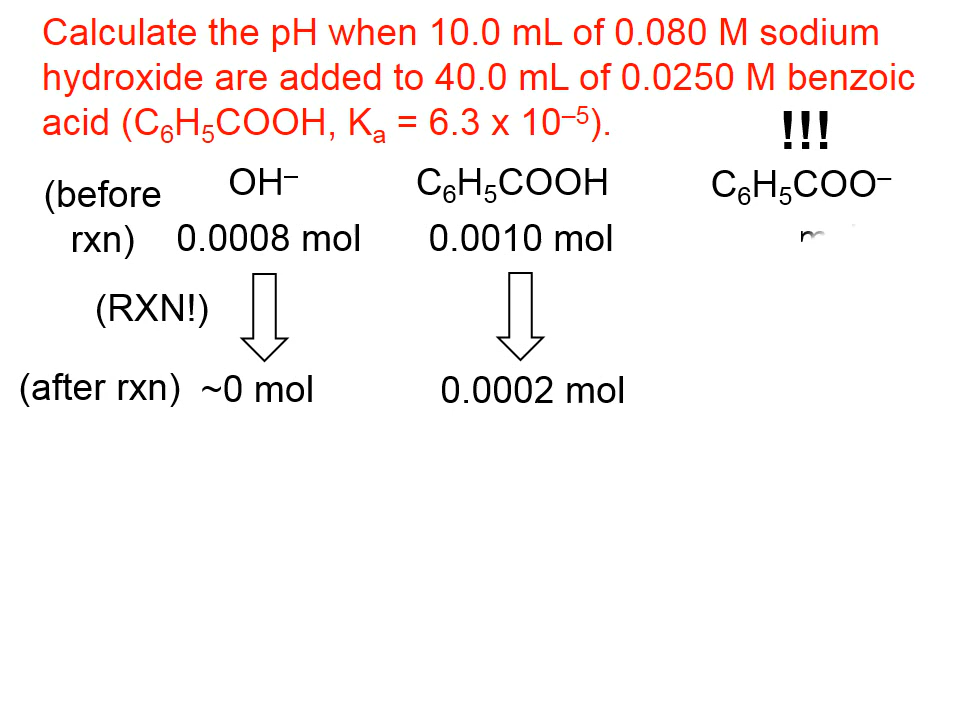 Calculate the pH when 10.0 mL of 0.080 M sodium
hydroxide are added to 40.0 mL of 0.0250 M benzoic
acid (C₆H₅COOH, Kₐ = 6.3 x 10⁻⁵).
!!!
(before OH⁻ C₆H₅COOH C₆H₅COO⁻
rxn) 0.0008 mol 0.0010 mol
(RXN!)
(after rxn) ~0 mol 0.0002 mol